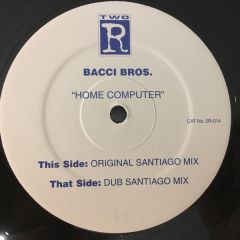 TWO
R
BACCI BROS.
"HOME COMPUTER"
CAT No. 2R-014
This Side: ORIGINAL SANTIAGO MIX
That Side: DUB SANTIAGO MIX